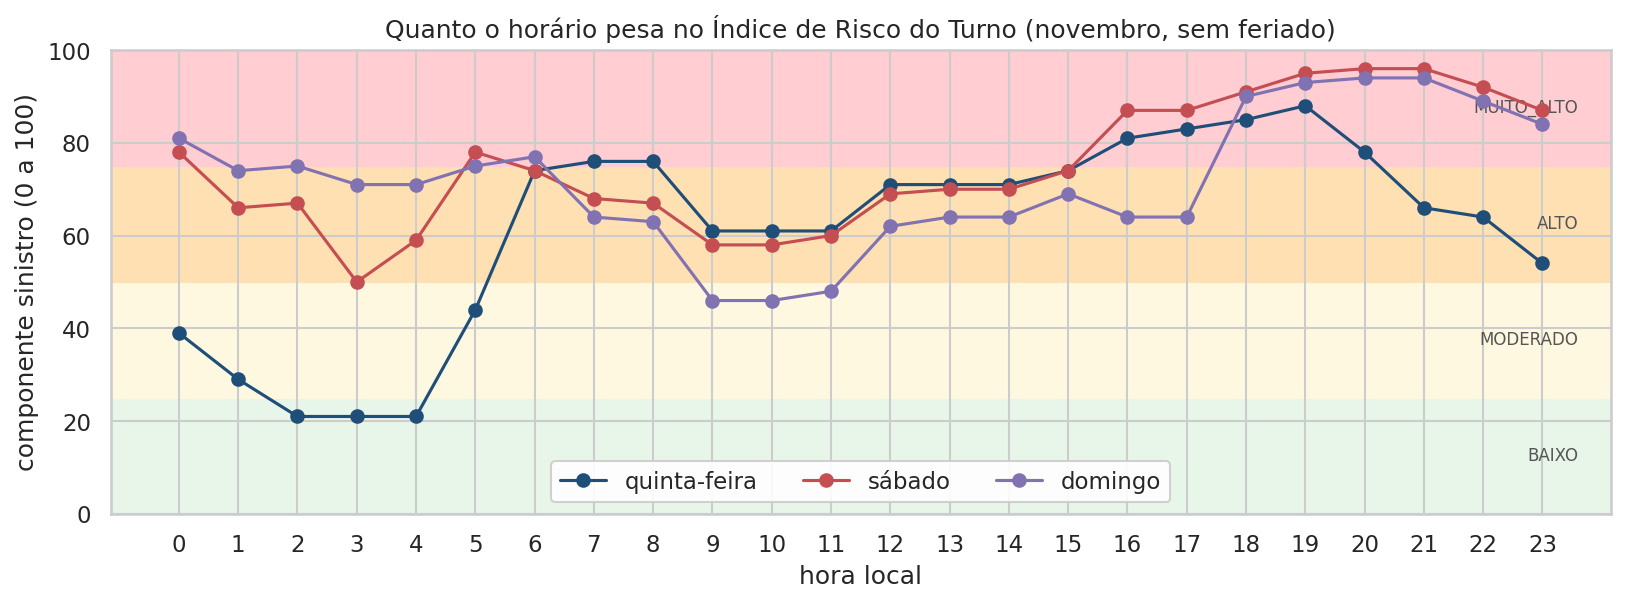 Quanto o horário pesa no Índice de Risco do Turno (novembro, sem feriado)
componente sinistro (0 a 100)
100
80
60
40
20
0
MUITO_ALTO
ALTO
MODERADO
BAIXO
quinta-feira sábado domingo
0 1 2 3 4 5 6 7 8 9 10 11 12 13 14 15 16 17 18 19 20 21 22 23
hora local